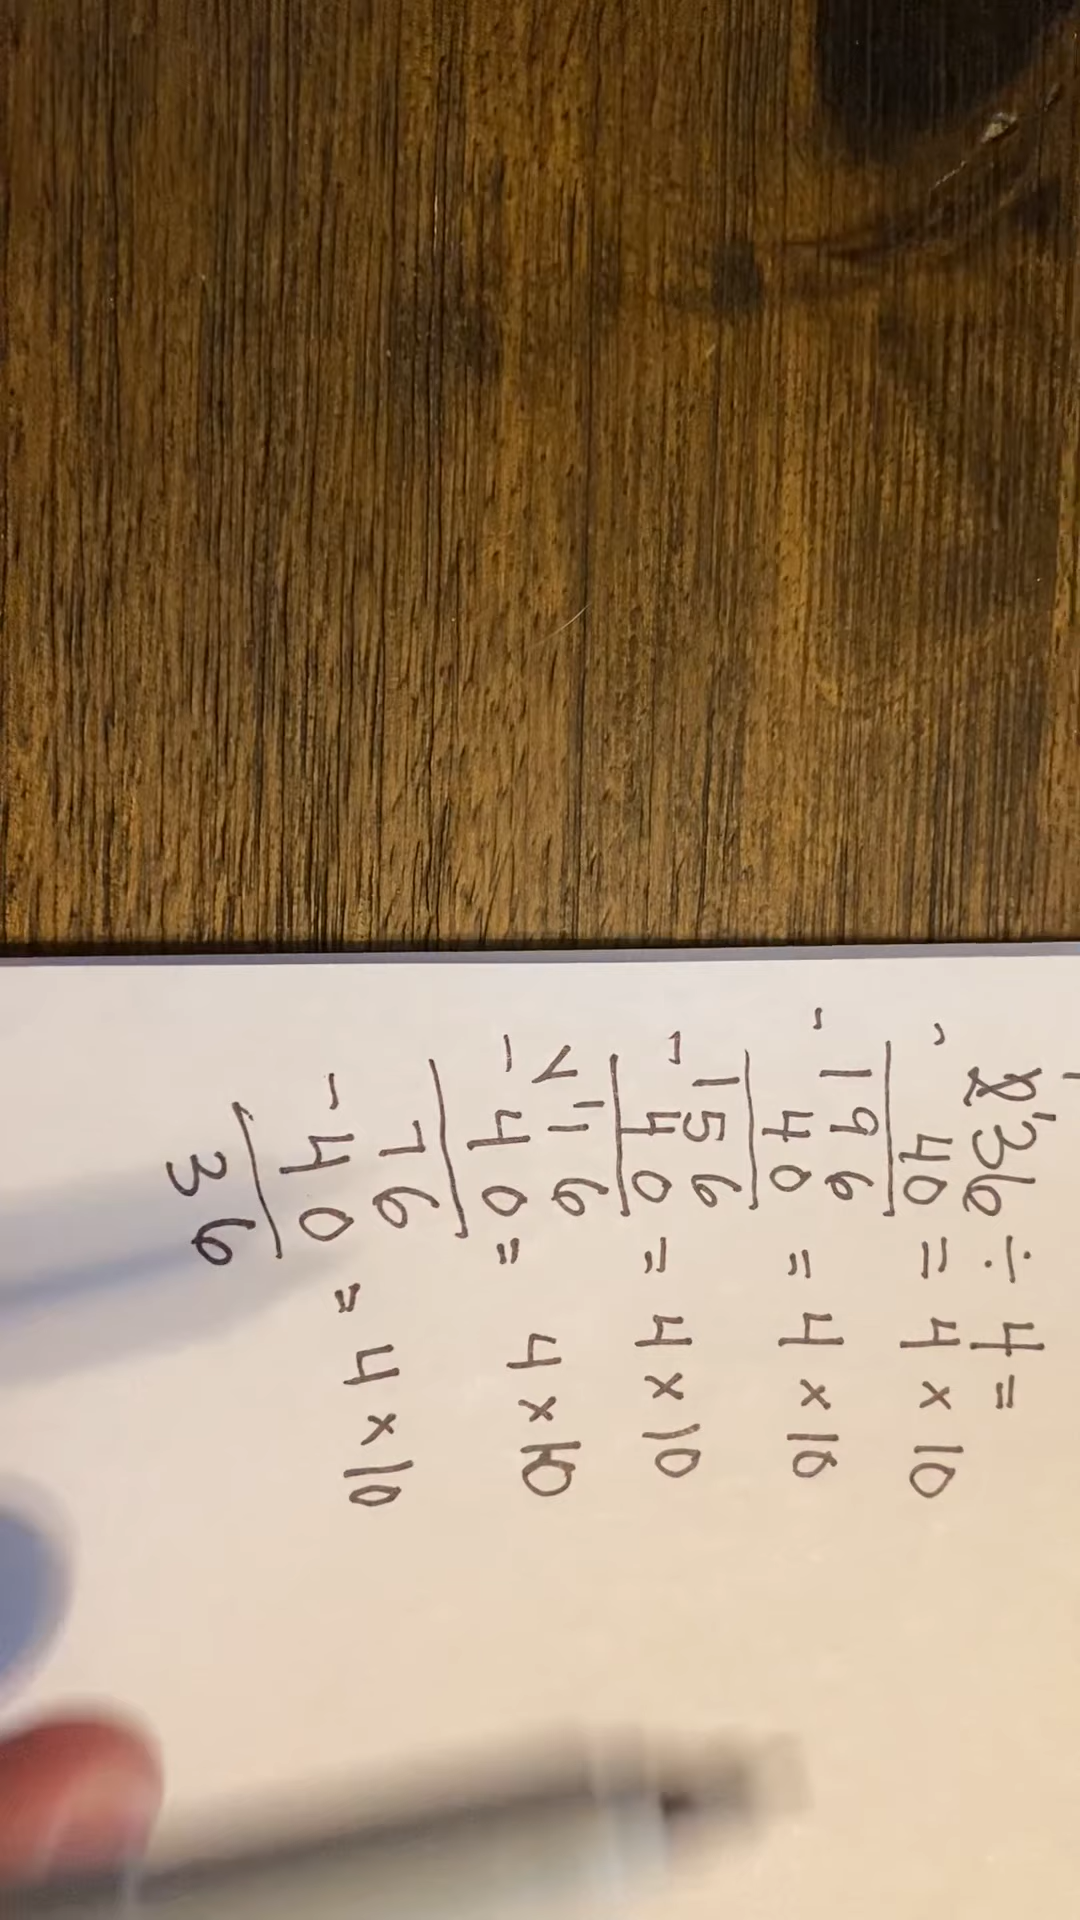 236 ÷ 4 =
- 40 = 4 x 10
196
- 40 = 4 x 10
156
- 40 = 4 x 10
116
- 40 = 4 x 10
76
- 40 = 4 x 10
36